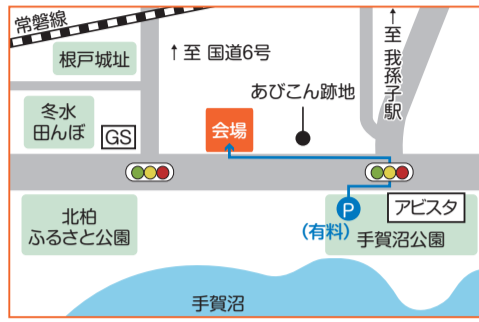 常磐線
根戸城址
↑至 国道6号
↑至 我孫子駅
あびこん跡地
冬水
田んぼ
GS
会場
北柏
ふるさと公園
P
(有料)
アビスタ
手賀沼公園
手賀沼